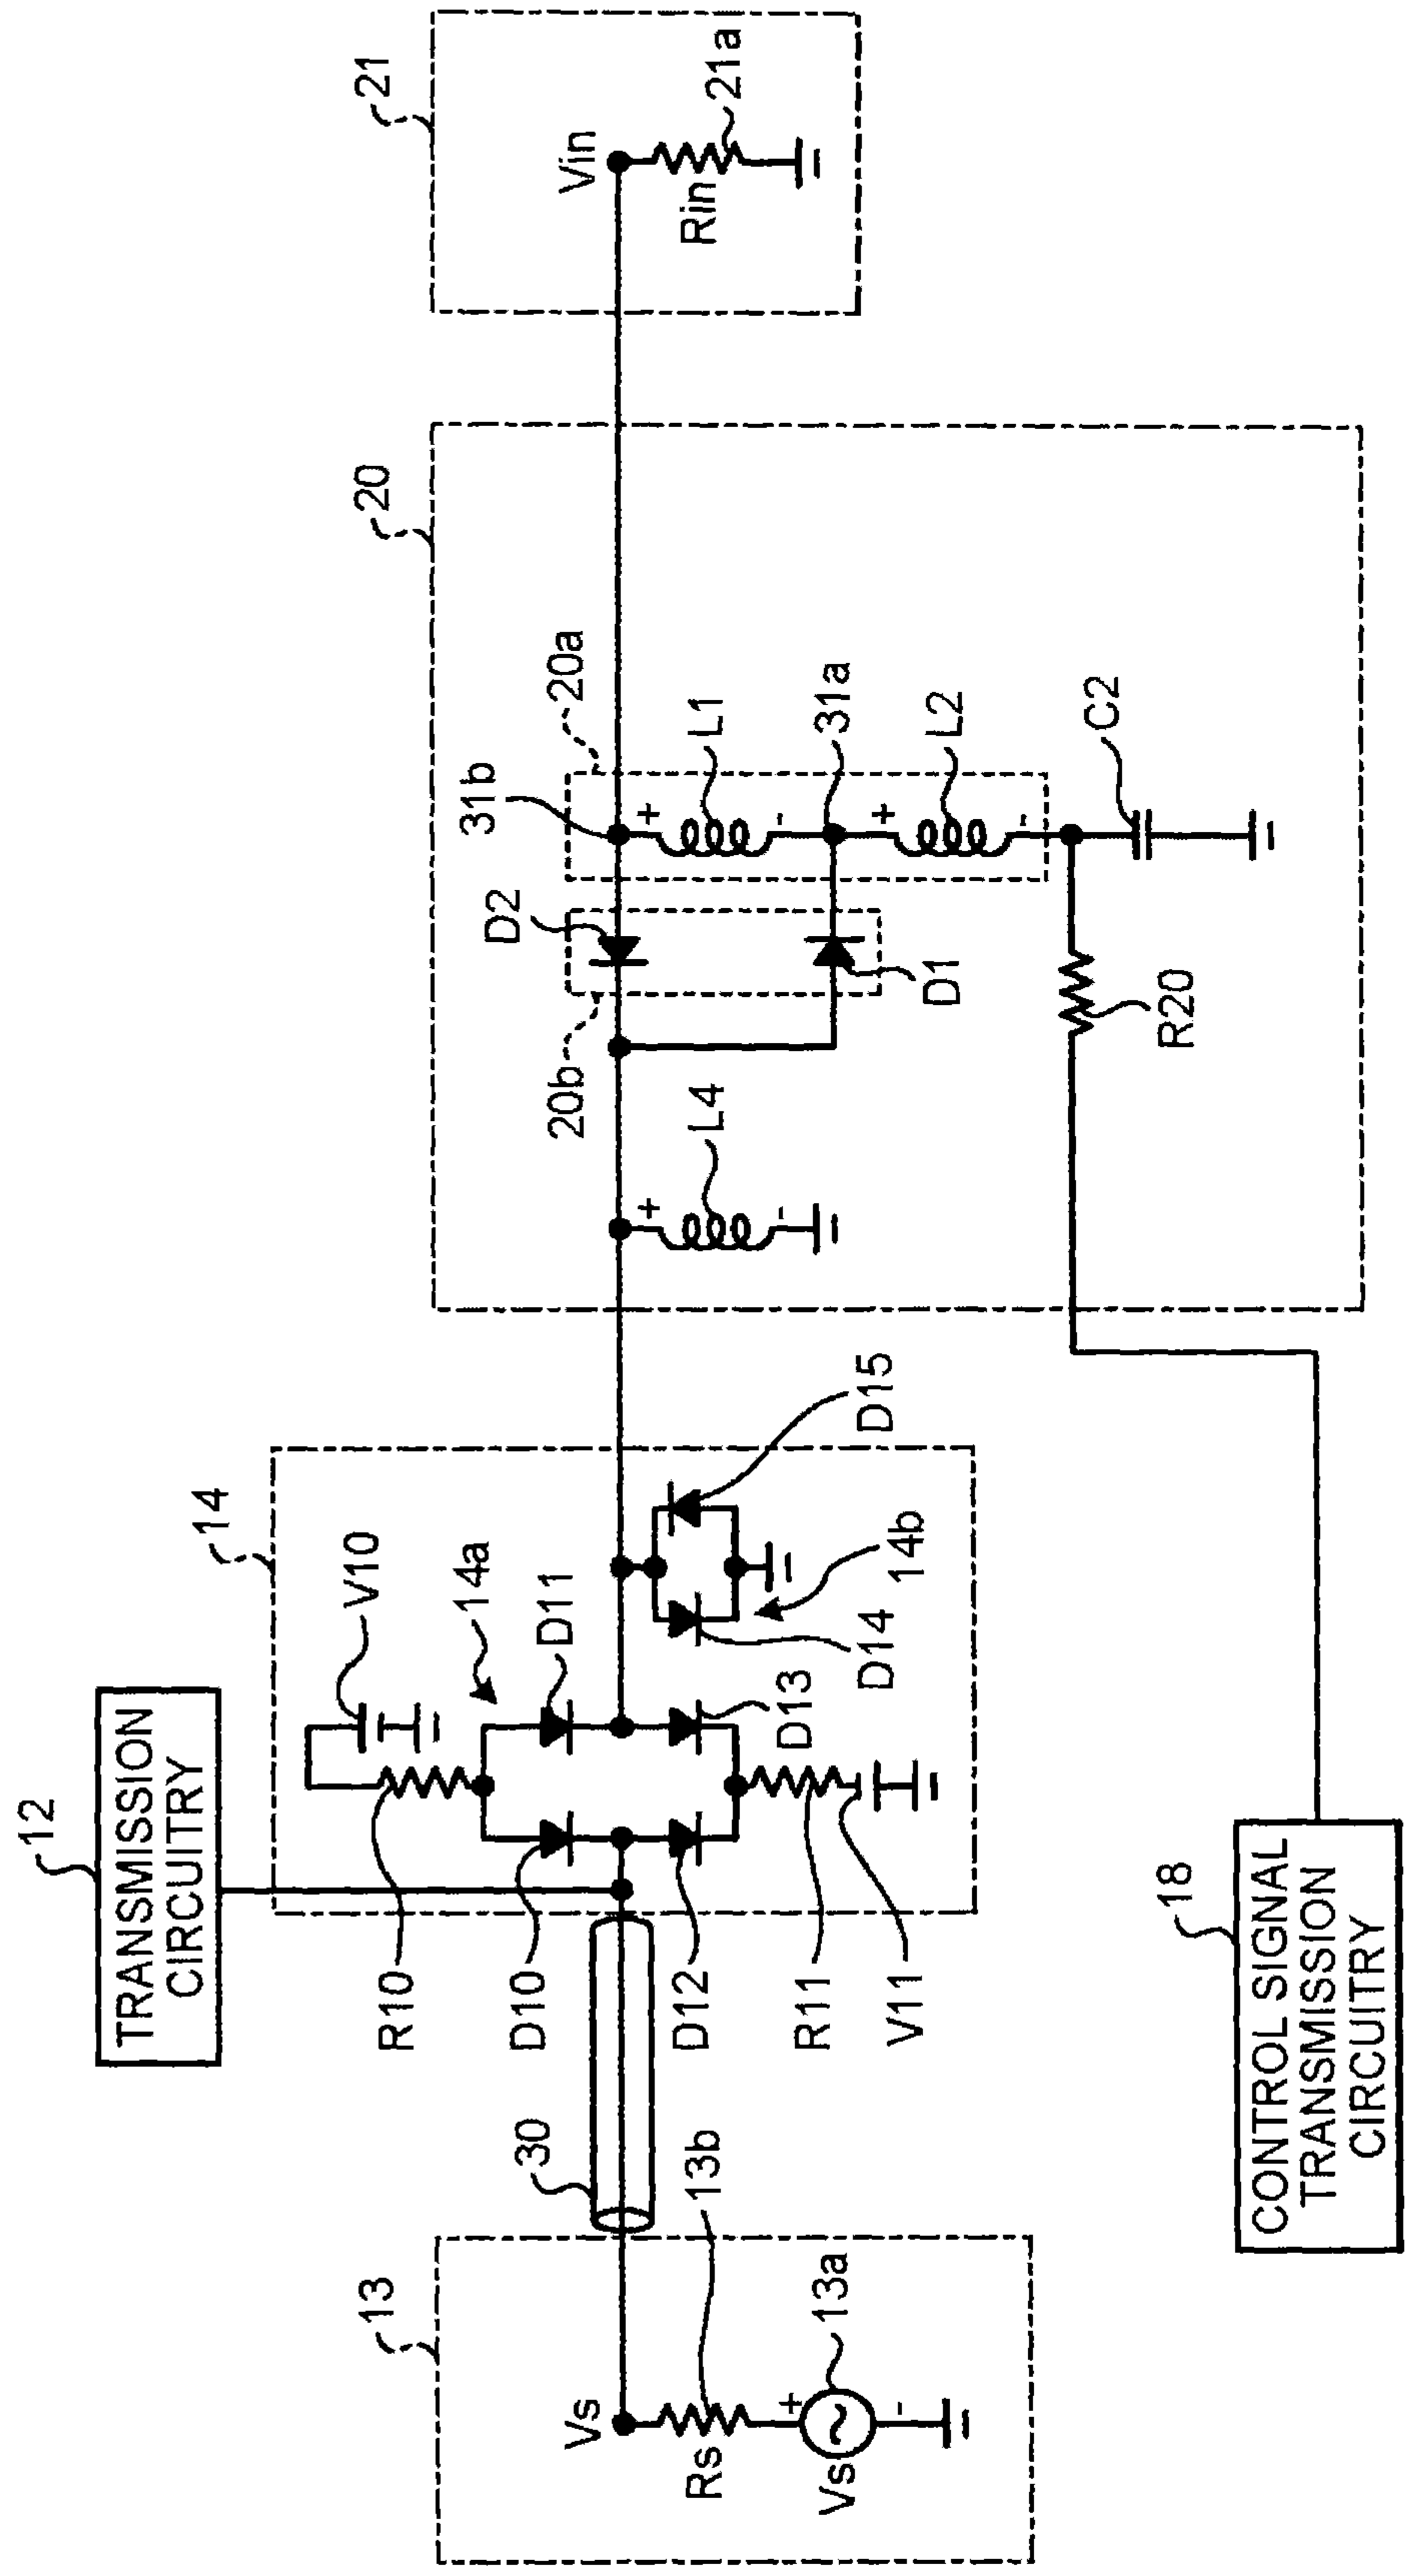 12
TRANSMISSION
CIRCUITRY
13
14
20
21
V10
14a
R10
D11
D10
D12
D13
R11
V11
D14
D15
14b
30
Vs
Rs
13b
+
13a
Vs
-
20b
D2
D1
L4
+
-
31b
20a
+
L1
-
31a
+
L2
-
C2
R20
Vin
Rin
21a
18
CONTROL SIGNAL
TRANSMISSION
CIRCUITRY